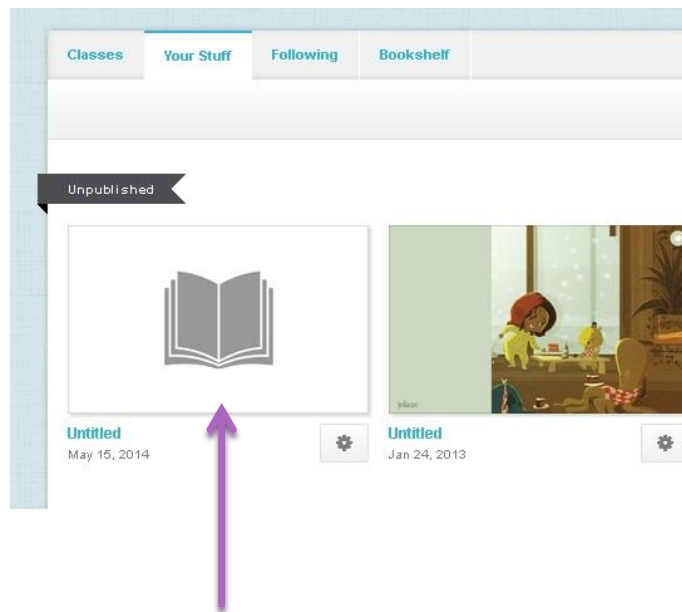 Classes Your Stuff Following Bookshelf
Unpublished
Untitled
May 15, 2014
Untitled
Jan 24, 2013